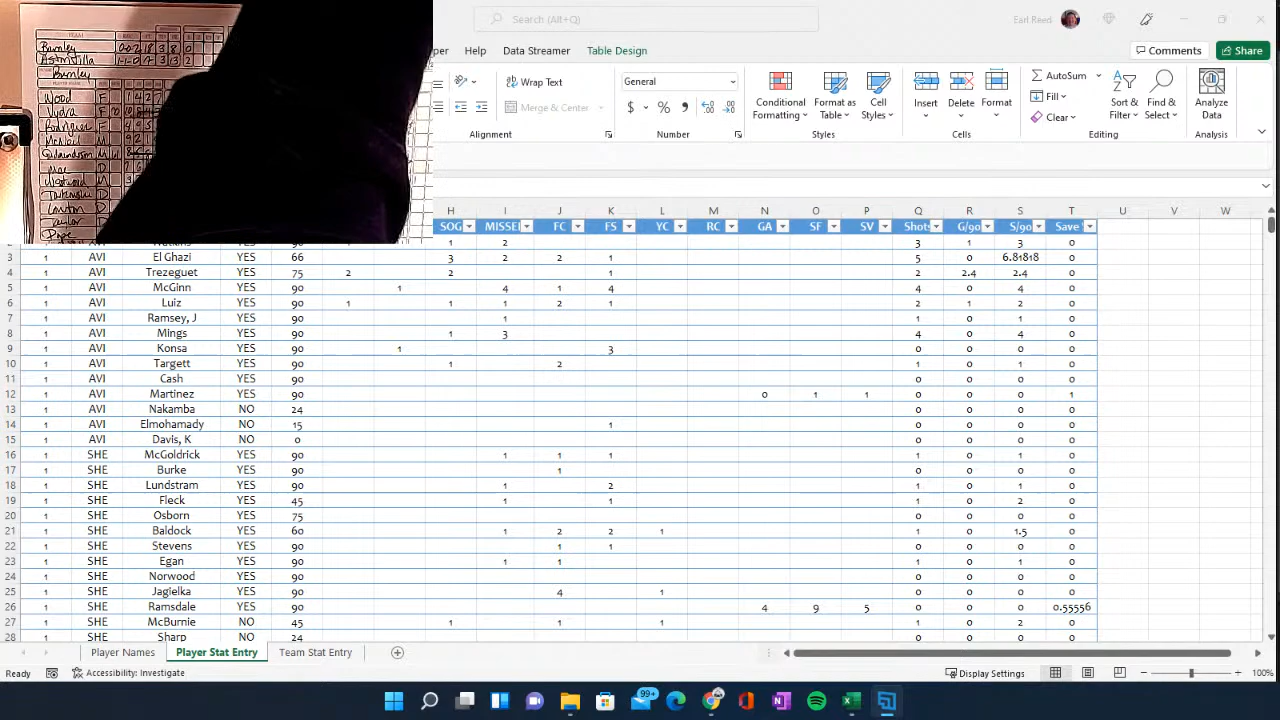 Search (Alt+Q) Earl Reed
per Help Data Streamer Table Design Comments Share
Wrap Text General Conditional Formatting Format as Table Cell Styles Insert Delete Format AutoSum Fill Clear Sort & Filter Find & Select Analyze Data
Merge & Center $ %
Alignment Number Styles Cells Editing Analysis
Burnley
Burnley
Wood F
H I J K L M N O P Q R S T U V W
SOG MISSE FC FS YC RC GA SF SV Shots G/90 S/90 Save
1 AVI Watkins YES 90 1 2 3 1 3 0
3 1 AVI El Ghazi YES 66 3 2 2 1 5 0 6.81818 0
4 1 AVI Trezeguet YES 75 2 2 1 2 2.4 2.4 0
5 1 AVI McGinn YES 90 1 4 1 4 4 0 4 0
6 1 AVI Luiz YES 90 1 1 1 2 1 2 1 2 0
7 1 AVI Ramsey, J YES 90 1 1 0 1 0
8 1 AVI Mings YES 90 1 3 4 0 4 0
9 1 AVI Konsa YES 90 1 3 0 0 0 0
10 1 AVI Targett YES 90 1 2 1 0 1 0
11 1 AVI Cash YES 90 0 0 0 0
12 1 AVI Martinez YES 90 0 1 1 0 0 0 1
13 1 AVI Nakamba NO 24 0 0 0 0
14 1 AVI Elmohamady NO 15 1 0 0 0 0
15 1 AVI Davis, K NO 0 0 0 0 0
16 1 SHE McGoldrick YES 90 1 1 1 1 0 1 0
17 1 SHE Burke YES 90 1 0 0 0 0
18 1 SHE Lundstram YES 90 1 2 1 0 1 0
19 1 SHE Fleck YES 45 1 1 1 0 2 0
20 1 SHE Osborn YES 75 0 0 0 0
21 1 SHE Baldock YES 60 1 2 2 1 1 0 1.5 0
22 1 SHE Stevens YES 90 1 1 0 0 0 0
23 1 SHE Egan YES 90 1 1 1 0 1 0
24 1 SHE Norwood YES 90 0 0 0 0
25 1 SHE Jagielka YES 90 4 1 0 0 0 0
26 1 SHE Ramsdale YES 90 4 9 5 0 0 0 0.55556
27 1 SHE McBurnie NO 45 1 1 1 1 0 2 0
28 1 SHE Sharp NO 24 0 0 0 0
Player Names Player Stat Entry Team Stat Entry
Ready Accessibility: Investigate Display Settings 100%
99+